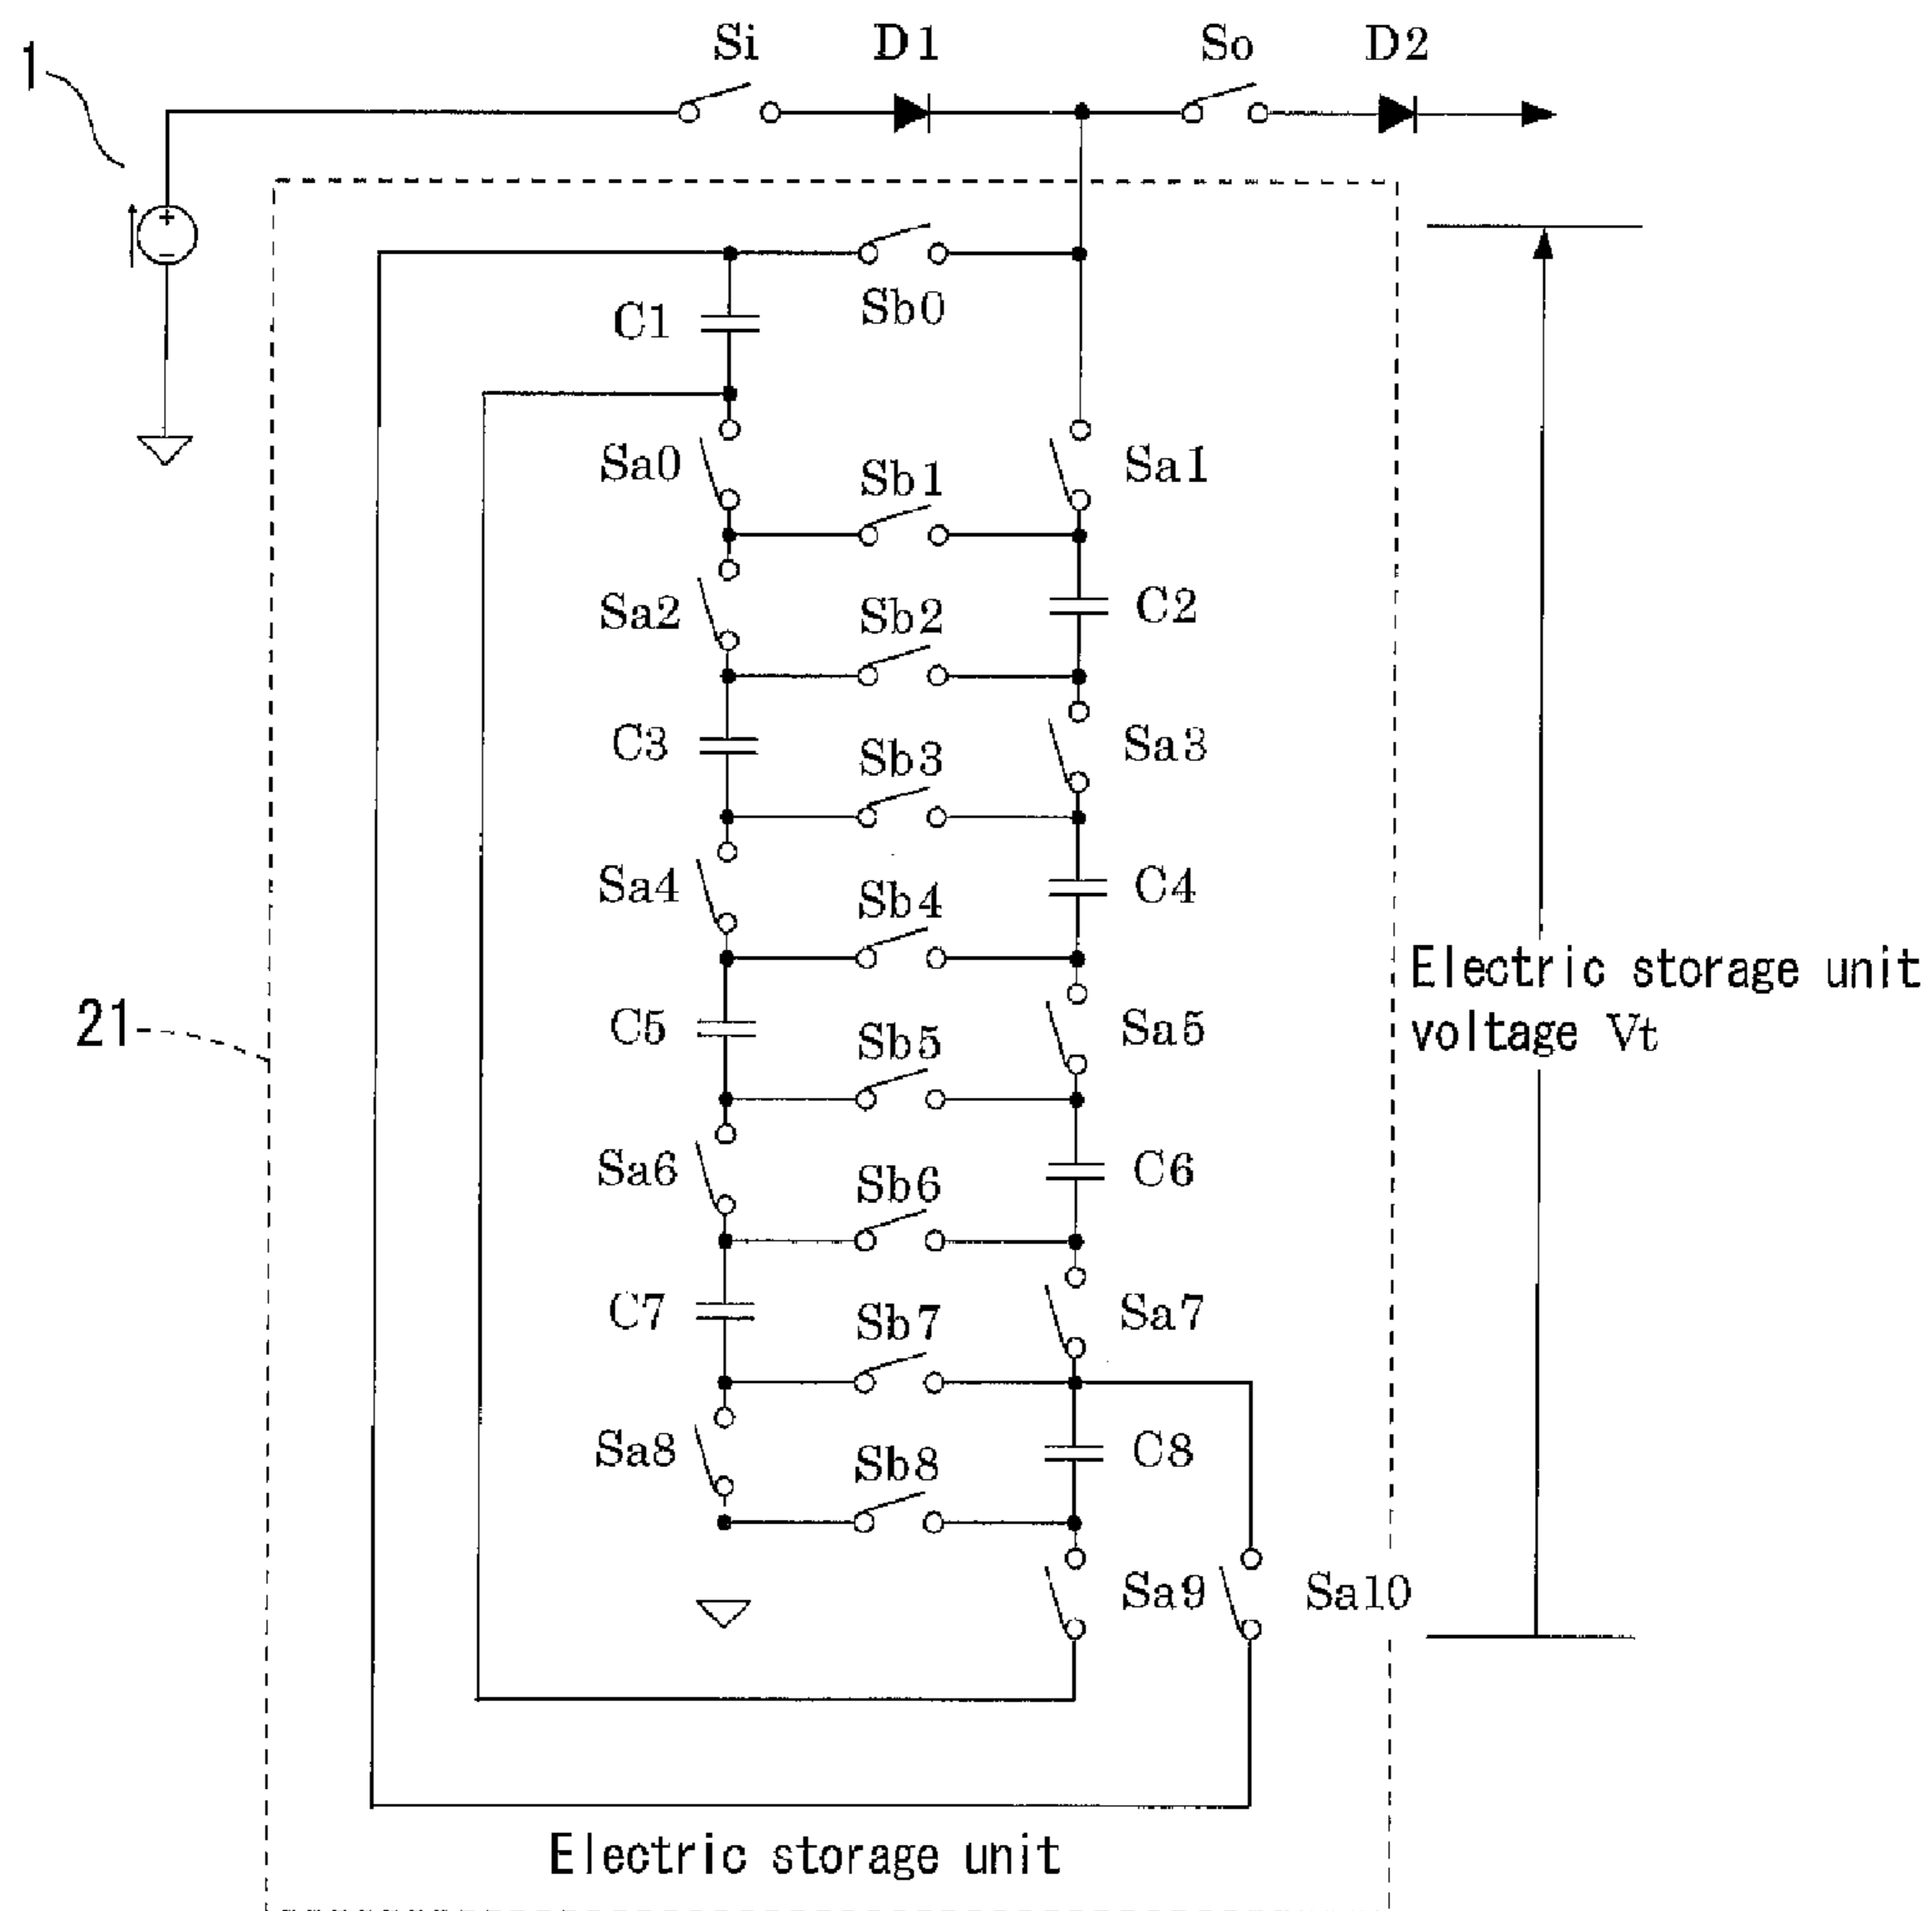 Si D1 So D2
1
+
−
Sb0
C1
Sa0 Sb1 Sa1
Sa2 Sb2 C2
C3 Sb3 Sa3
Sa4 Sb4 C4
Electric storage unit
voltage Vt
21
C5 Sb5 Sa5
Sa6 Sb6 C6
C7 Sb7 Sa7
Sa8 Sb8 C8
Sa9 Sa10
Electric storage unit